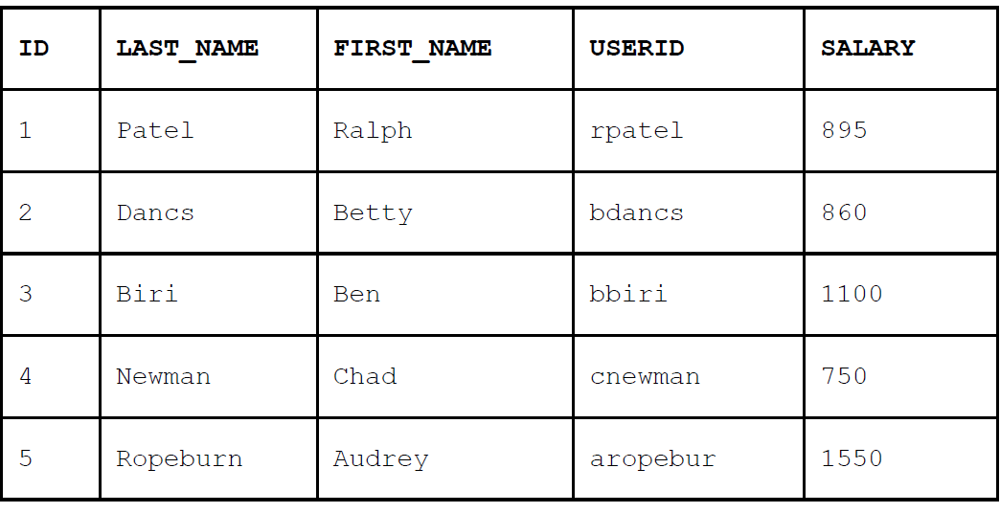 ID LAST_NAME FIRST_NAME USERID SALARY
1 Patel Ralph rpatel 895
2 Dancs Betty bdancs 860
3 Biri Ben bbiri 1100
4 Newman Chad cnewman 750
5 Ropeburn Audrey aropebur 1550